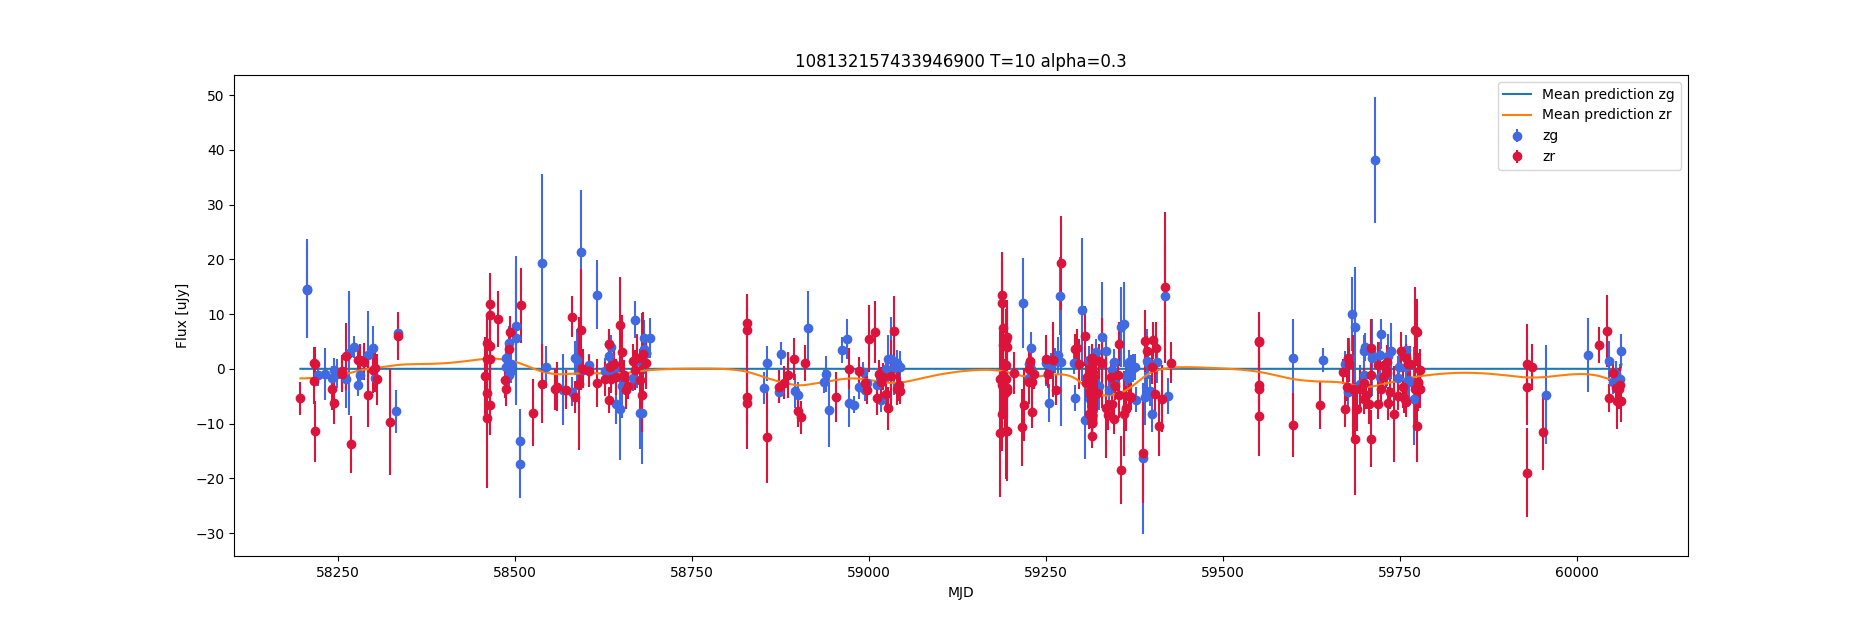 108132157433946900 T=10 alpha=0.3
Flux [uJy]
50
40
30
20
10
0
−10
−20
−30
Mean prediction zg
Mean prediction zr
zg
zr
58250
58500
58750
59000
59250
59500
59750
60000
MJD